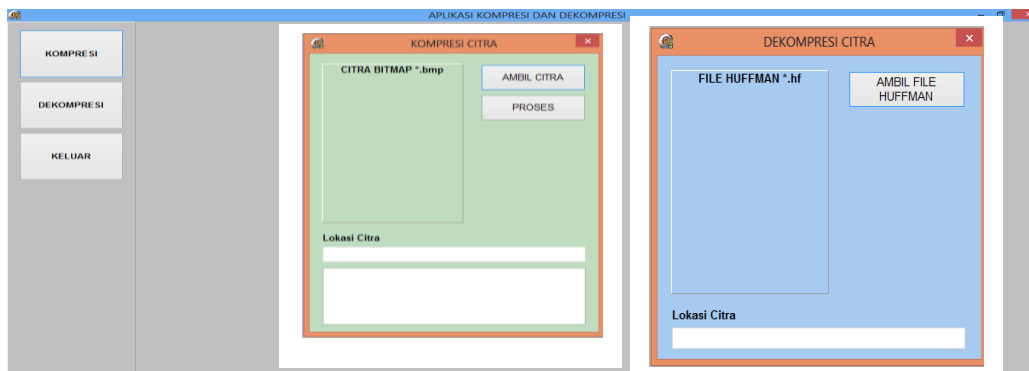 APLIKASI KOMPRESI DAN DEKOMPRESI
KOMPRESI
DEKOMPRESI
KELUAR
KOMPRESI CITRA
CITRA BITMAP *.bmp
AMBIL CITRA
PROSES
Lokasi Citra
DEKOMPRESI CITRA
FILE HUFFMAN *.hf
AMBIL FILE
HUFFMAN
Lokasi Citra